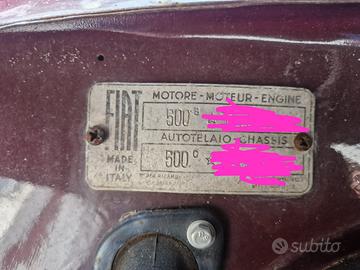 FIAT
MOTORE - MOTEUR - ENGINE
500 B
AUTOTELAIO - CHASSIS
500 D
MADE
IN
ITALY
subito